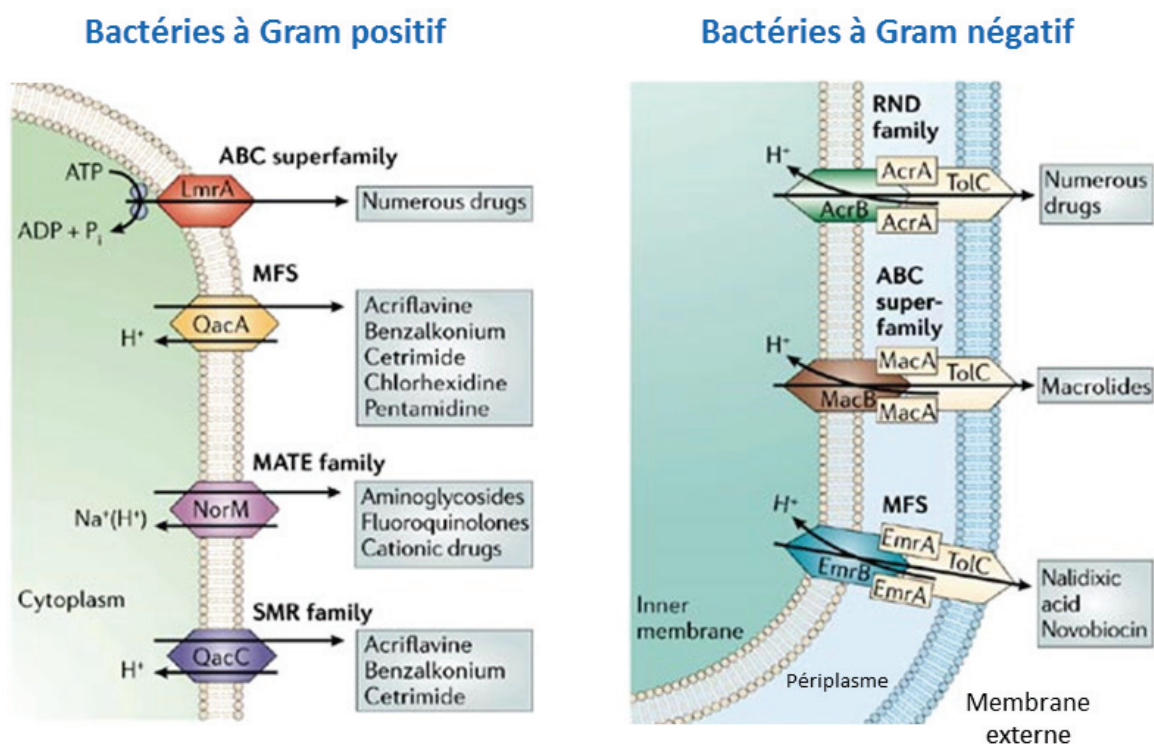 Bactéries à Gram positif
ABC superfamily
ATP
LmrA
Numerous drugs
ADP + Pi
MFS
QacA
H⁺
Acriflavine
Benzalkonium
Cetrimide
Chlorhexidine
Pentamidine
MATE family
NorM
Na⁺(H⁺)
Aminoglycosides
Fluoroquinolones
Cationic drugs
Cytoplasm
SMR family
QacC
H⁺
Acriflavine
Benzalkonium
Cetrimide
Bactéries à Gram négatif
RND
family
H⁺
AcrA
TolC
AcrB
AcrA
Numerous
drugs
ABC
super-
family
H⁺
MacA
TolC
MacB
MacA
Macrolides
MFS
H⁺
EmrA
TolC
EmrB
EmrA
Nalidixic
acid
Novobiocin
Inner
membrane
Périplasme
Membrane
externe